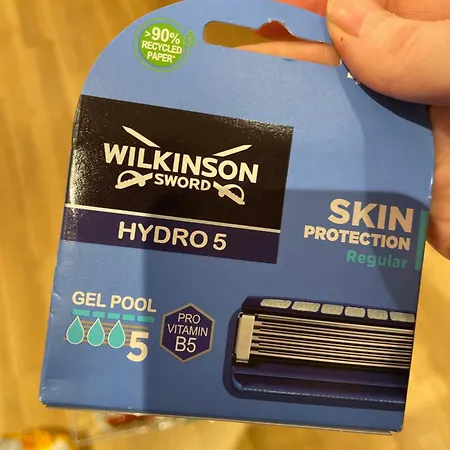 >90%
RECYCLED
PAPER*
WILKINSON
SWORD
HYDRO 5
SKIN
PROTECTION
Regular
GEL POOL
5
PRO
VITAMIN
B5